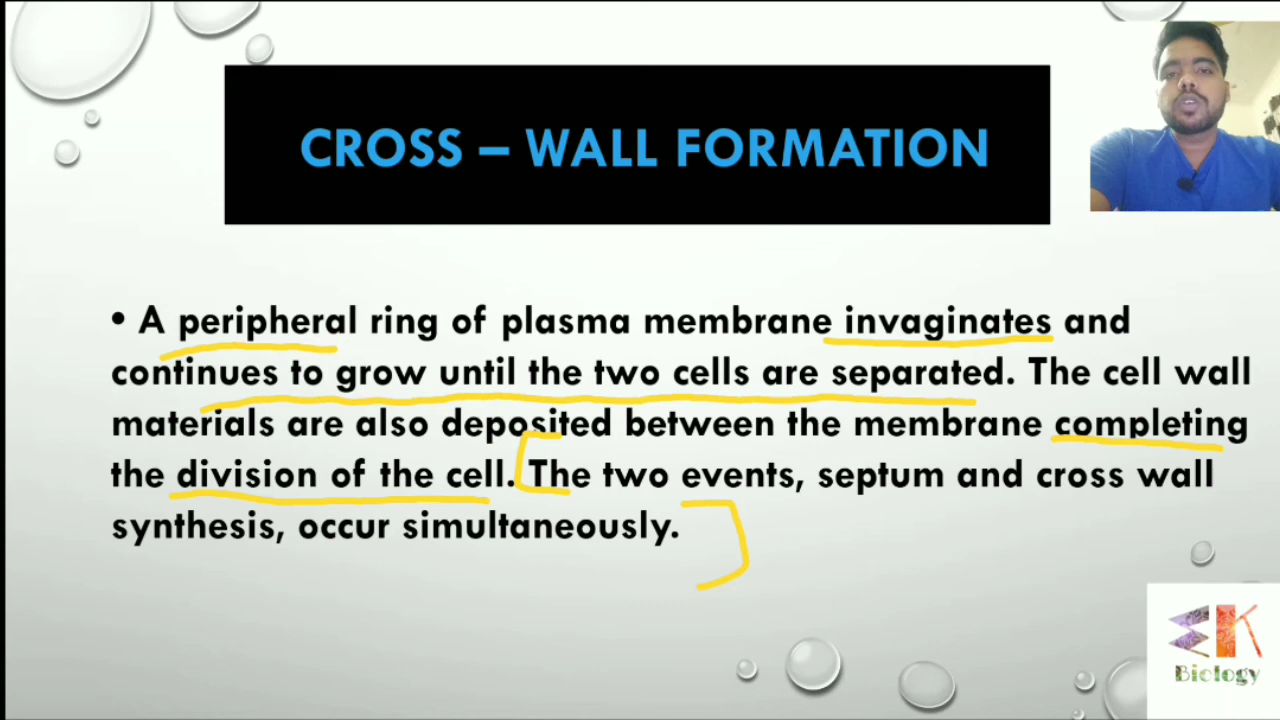 CROSS – WALL FORMATION
• A peripheral ring of plasma membrane invaginates and
continues to grow until the two cells are separated. The cell wall
materials are also deposited between the membrane completing
the division of the cell. The two events, septum and cross wall
synthesis, occur simultaneously.
EK
Biology